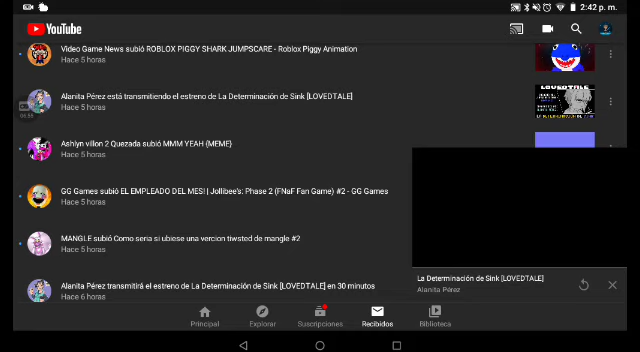 2:42 p. m.
YouTube
Video Game News subió ROBLOX PIGGY SHARK JUMPSCARE - Roblox Piggy Animation
Hace 5 horas
Alanita Pérez está transmitiendo el estreno de La Determinación de Sink [LOVEDTALE]
Hace 5 horas
LOVEDTALE
Ashlyn villon 2 Quezada subió MMM YEAH {MEME}
Hace 5 horas
GG Games subió EL EMPLEADO DEL MES! | Jollibee's: Phase 2 (FNaF Fan Game) #2 - GG Games
Hace 5 horas
MANGLE subió Como seria si ubiese una vercion tiwsted de mangle #2
Hace 5 horas
Alanita Pérez transmitirá el estreno de La Determinación de Sink [LOVEDTALE] en 30 minutos
Hace 6 horas
La Determinación de Sink [LOVEDTALE]
Alanita Pérez
Principal
Explorar
Suscripciones
Recibidos
Biblioteca